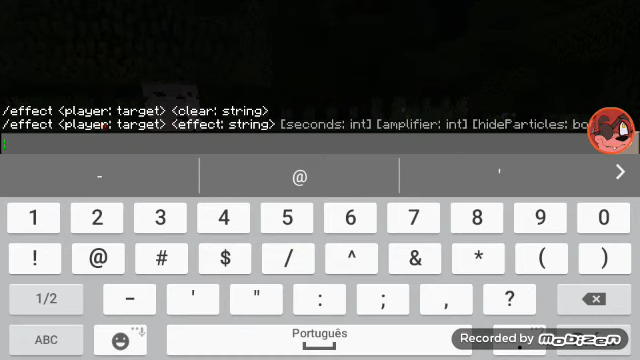 /effect <player: target> <clear: string>
/effect <player: target> <effect: string> [seconds: int] [amplifier: int] [hideParticles: bo
- @ '
1 2 3 4 5 6 7 8 9 0
! @ # $ / ^ & * ( )
1/2 - ' " : ; , ?
ABC Português
Recorded by mobizen